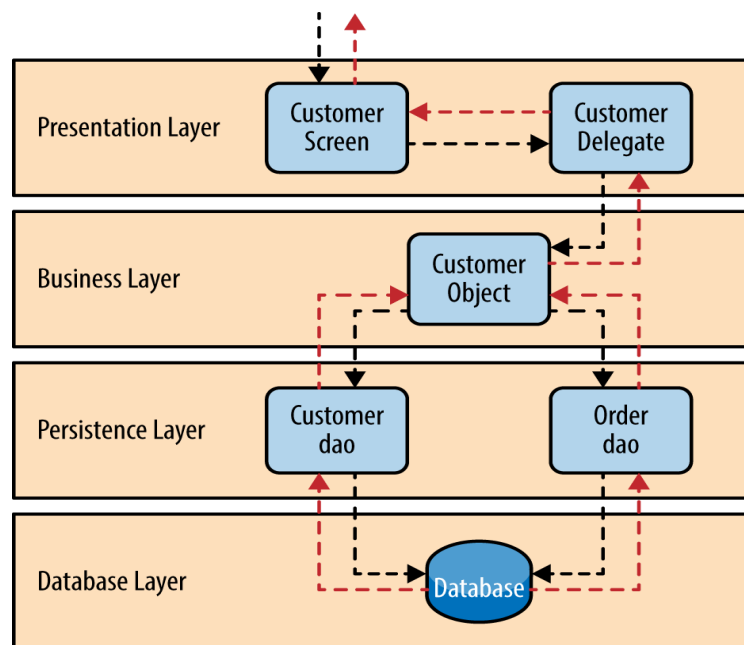 Presentation Layer
Customer
Screen
Customer
Delegate
Business Layer
Customer
Object
Persistence Layer
Customer
dao
Order
dao
Database Layer
Database